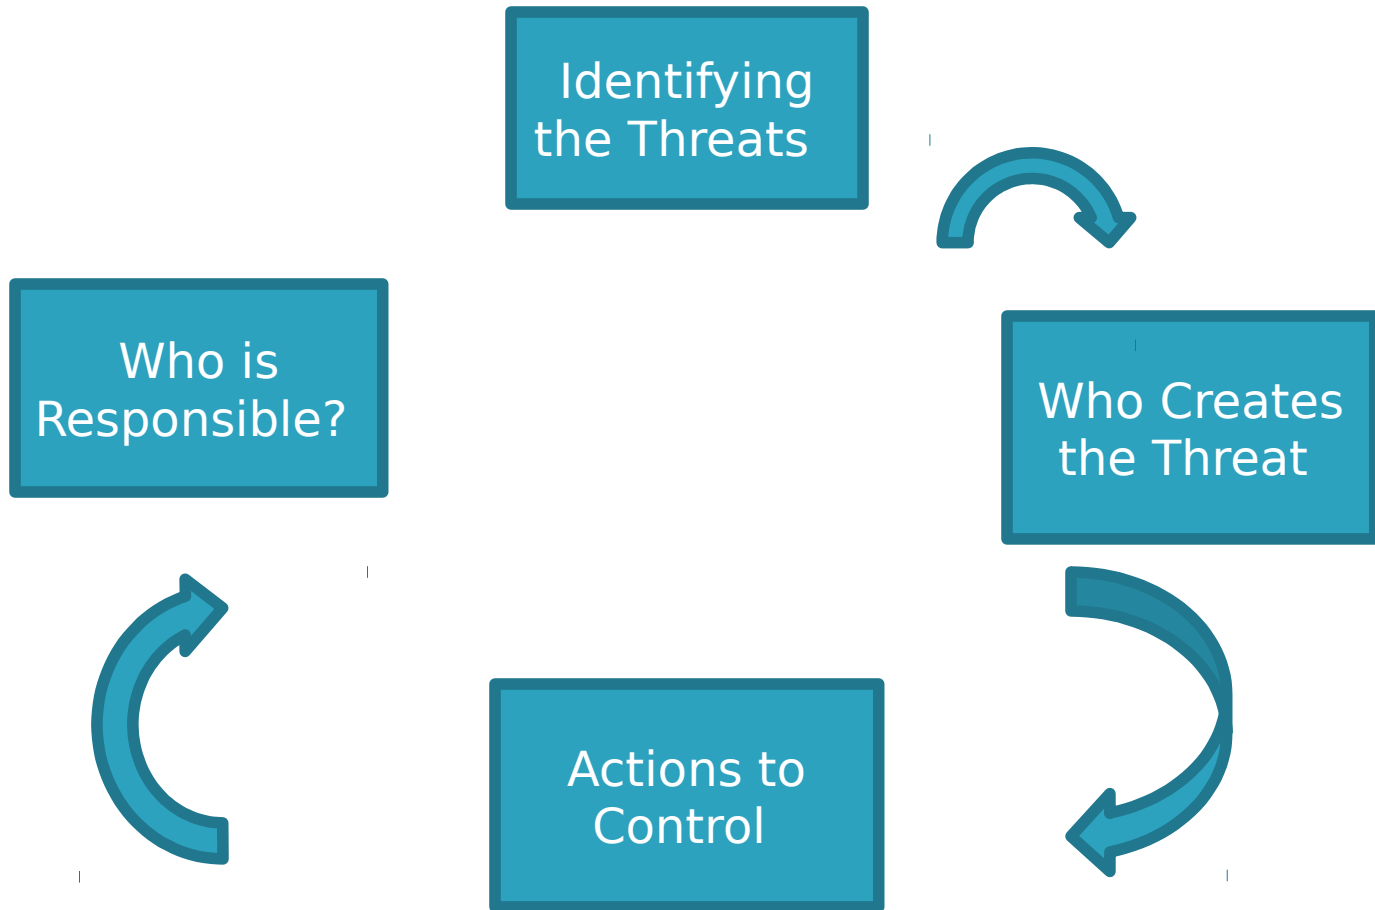 Identifying
the Threats
Who Creates
the Threat
Actions to
Control
Who is
Responsible?